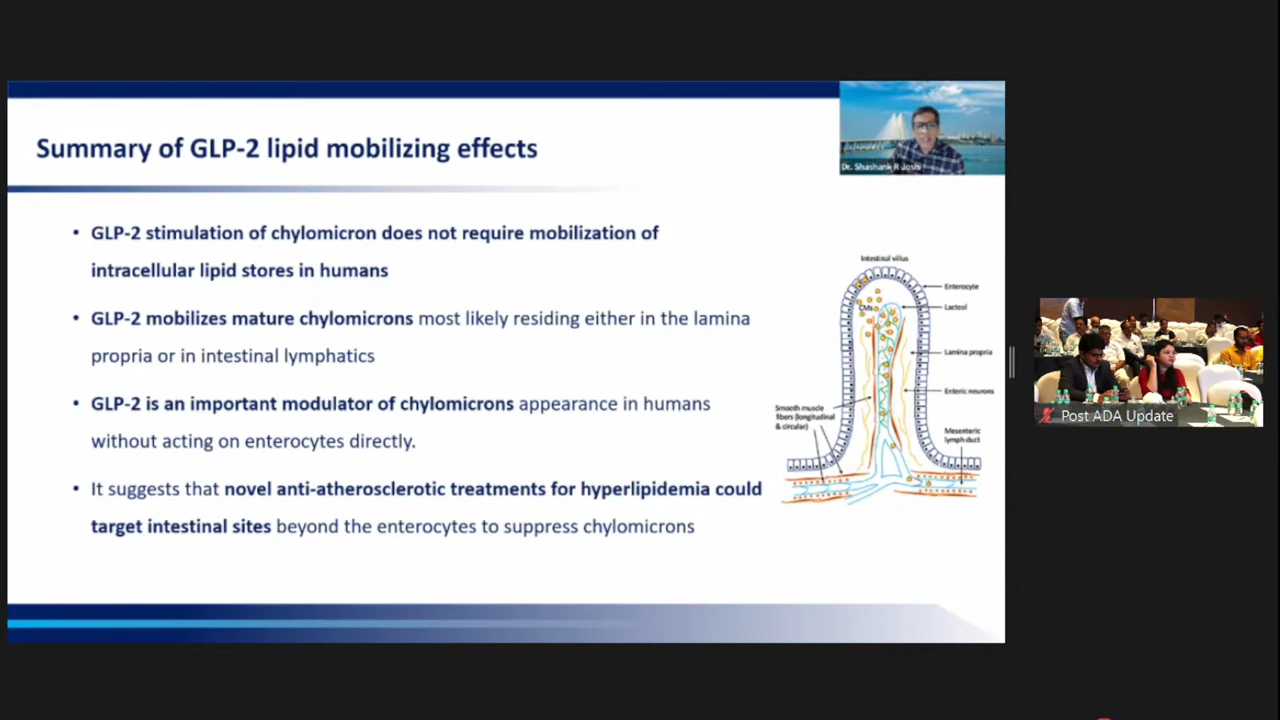 Summary of GLP-2 lipid mobilizing effects
Dr. Shashank R Joshi
• GLP-2 stimulation of chylomicron does not require mobilization of
intracellular lipid stores in humans
• GLP-2 mobilizes mature chylomicrons most likely residing either in the lamina
propria or in intestinal lymphatics
• GLP-2 is an important modulator of chylomicrons appearance in humans
without acting on enterocytes directly.
• It suggests that novel anti-atherosclerotic treatments for hyperlipidemia could
target intestinal sites beyond the enterocytes to suppress chylomicrons
Intestinal villus
Enterocyte
CMs
Lacteal
Lamina propria
Enteric neurons
Smooth muscle
fibers (longitudinal
& circular)
Mesenteric
lymph duct
Post ADA Update